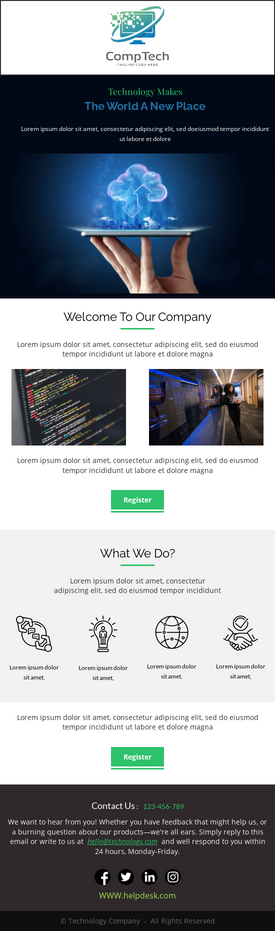 CompTech
TAGLINE GOES HERE
Technology Makes
The World A New Place
Lorem ipsum dolor sit amet, consectetur adipiscing elit, sed doeiusmod tempor incididunt
ut labore et dolore
Welcome To Our Company
Lorem ipsum dolor sit amet, consectetur adipiscing elit, sed do eiusmod
tempor incididunt ut labore et dolore magna
Lorem ipsum dolor sit amet, consectetur adipiscing elit, sed do eiusmod
tempor incididunt ut labore et dolore magna
Register
What We Do?
Lorem ipsum dolor sit amet, consectetur
adipiscing elit, sed do eiusmod tempor incididunt
Lorem ipsum dolor
sit amet,
Lorem ipsum dolor
sit amet,
Lorem ipsum dolor
sit amet,
Lorem ipsum dolor
sit amet,
Lorem ipsum dolor sit amet, consectetur adipiscing elit, sed do eiusmod
tempor incididunt ut labore et dolore magna
Register
Contact Us : 123-456-789
We want to hear from you! Whether you have feedback that might help us, or
a burning question about our products—we're all ears. Simply reply to this
email or write to us at hello@technology.com and well respond to you within
24 hours, Monday-Friday.
WWW.helpdesk.com
© Technology Company - All Rights Reserved